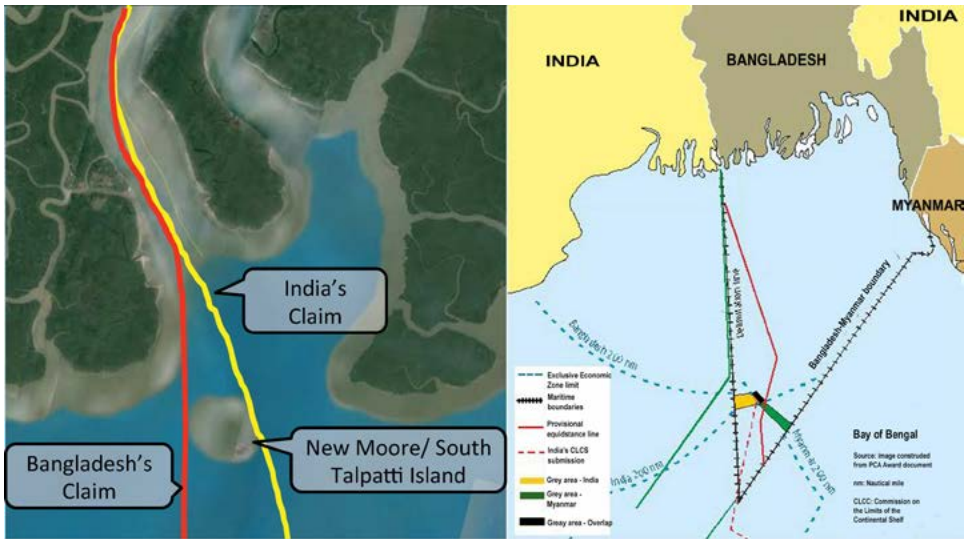 India's
Claim
New Moore/ South
Talpatti Island
Bangladesh's
Claim
INDIA
BANGLADESH
INDIA
MYANMAR
Delimitation line
Bangladesh-Myanmar boundary
Bangladesh 200 nm
India 200 nm
Myanmar 200 nm
Exclusive Economic
Zone limit
Maritime
boundaries
Provisional
equidistance line
India's CLCS
submission
Grey area - India
Grey area -
Myanmar
Greay area - Overlap
Bay of Bengal
Source: image construded
from PCA Award document
nm: Nautical mile
CLCC: Commission on
the Limits of the
Continental Shelf